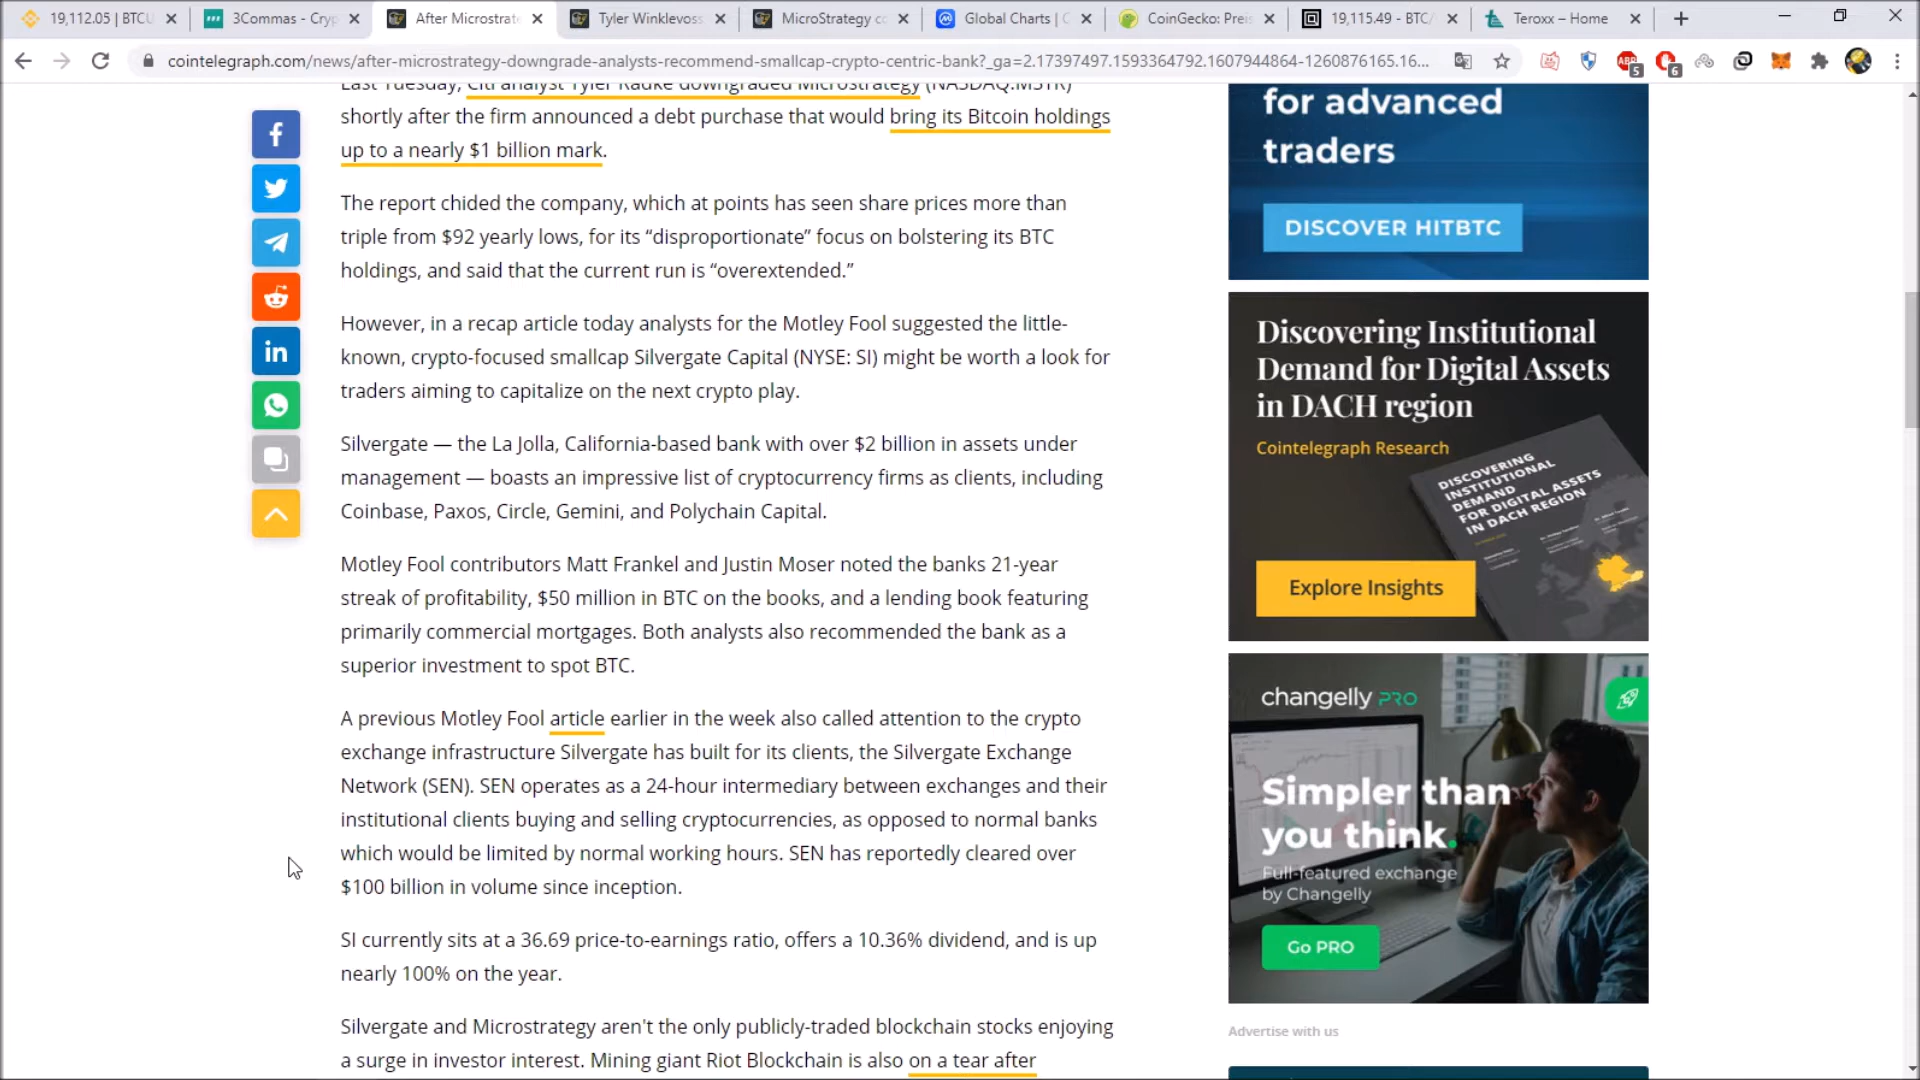 19,112.05 | BTCU
3Commas - Cryp
After Microstrate
Tyler Winklevoss
MicroStrategy co
Global Charts | C
CoinGecko: Preis
19,115.49 - BTC/
Teroxx – Home
cointelegraph.com/news/after-microstrategy-downgrade-analysts-recommend-smallcap-crypto-centric-bank?_ga=2.17397497.1593364792.1607944864-1260876165.16...
ABP
5
6
Last Tuesday, Citi analyst Tyler Radke downgraded Microstrategy (NASDAQ:MSTR)
shortly after the firm announced a debt purchase that would bring its Bitcoin holdings
up to a nearly $1 billion mark.
The report chided the company, which at points has seen share prices more than
triple from $92 yearly lows, for its “disproportionate” focus on bolstering its BTC
holdings, and said that the current run is “overextended.”
However, in a recap article today analysts for the Motley Fool suggested the little-
known, crypto-focused smallcap Silvergate Capital (NYSE: SI) might be worth a look for
traders aiming to capitalize on the next crypto play.
Silvergate — the La Jolla, California-based bank with over $2 billion in assets under
management — boasts an impressive list of cryptocurrency firms as clients, including
Coinbase, Paxos, Circle, Gemini, and Polychain Capital.
Motley Fool contributors Matt Frankel and Justin Moser noted the banks 21-year
streak of profitability, $50 million in BTC on the books, and a lending book featuring
primarily commercial mortgages. Both analysts also recommended the bank as a
superior investment to spot BTC.
A previous Motley Fool article earlier in the week also called attention to the crypto
exchange infrastructure Silvergate has built for its clients, the Silvergate Exchange
Network (SEN). SEN operates as a 24-hour intermediary between exchanges and their
institutional clients buying and selling cryptocurrencies, as opposed to normal banks
which would be limited by normal working hours. SEN has reportedly cleared over
$100 billion in volume since inception.
SI currently sits at a 36.69 price-to-earnings ratio, offers a 10.36% dividend, and is up
nearly 100% on the year.
Silvergate and Microstrategy aren't the only publicly-traded blockchain stocks enjoying
a surge in investor interest. Mining giant Riot Blockchain is also on a tear after
for advanced
traders
DISCOVER HITBTC
Discovering Institutional
Demand for Digital Assets
in DACH region
Cointelegraph Research
DISCOVERING
INSTITUTIONAL
DEMAND
FOR DIGITAL ASSETS
IN DACH REGION
Explore Insights
changelly PRO
Simpler than
you think.
Full-featured exchange
by Changelly
Go PRO
Advertise with us